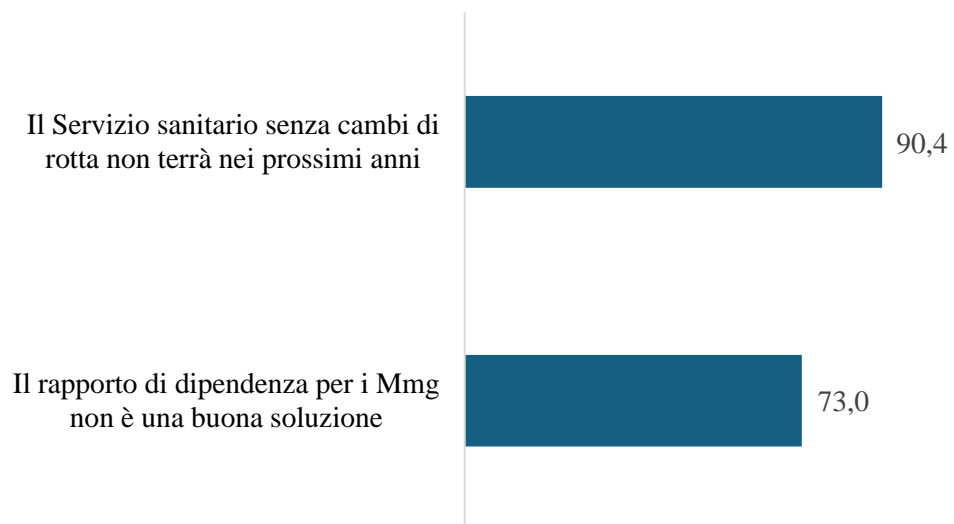 Il Servizio sanitario senza cambi di
rotta non terrà nei prossimi anni
90,4
Il rapporto di dipendenza per i Mmg
non è una buona soluzione
73,0